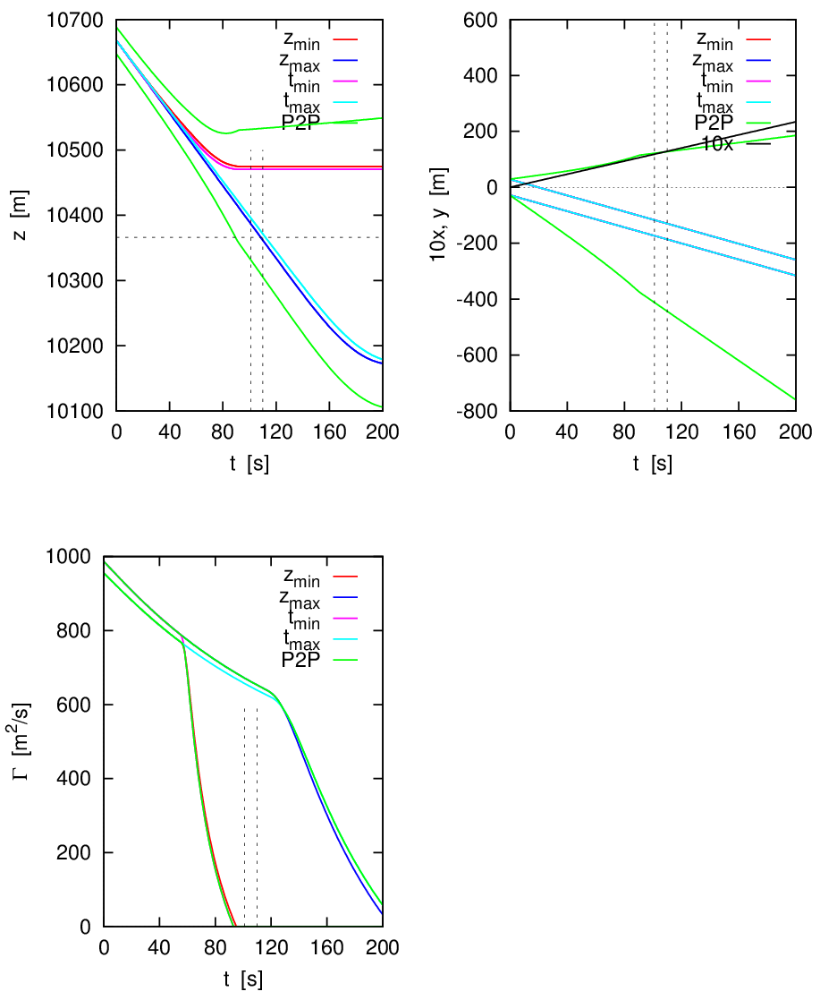 10700
10600
10500
10400
10300
10200
10100
0 40 80 120 160 200
z [m]
t [s]
z_min
z_max
t_min
t_max
P2P
600
400
200
0
-200
-400
-600
-800
0 40 80 120 160 200
10x, y [m]
t [s]
z_min
z_max
t_min
t_max
P2P
10x
1000
800
600
400
200
0
0 40 80 120 160 200
Γ [m²/s]
t [s]
z_min
z_max
t_min
t_max
P2P